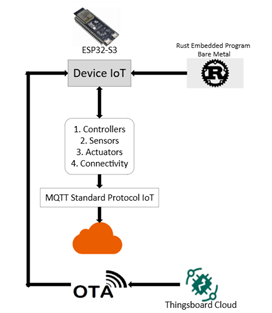 ESP32-S3
Device IoT
Rust Embedded Program
Bare Metal
R
1. Controllers
2. Sensors
3. Actuators
4. Connectivity
MQTT Standard Protocol IoT
OTA
Thingsboard Cloud